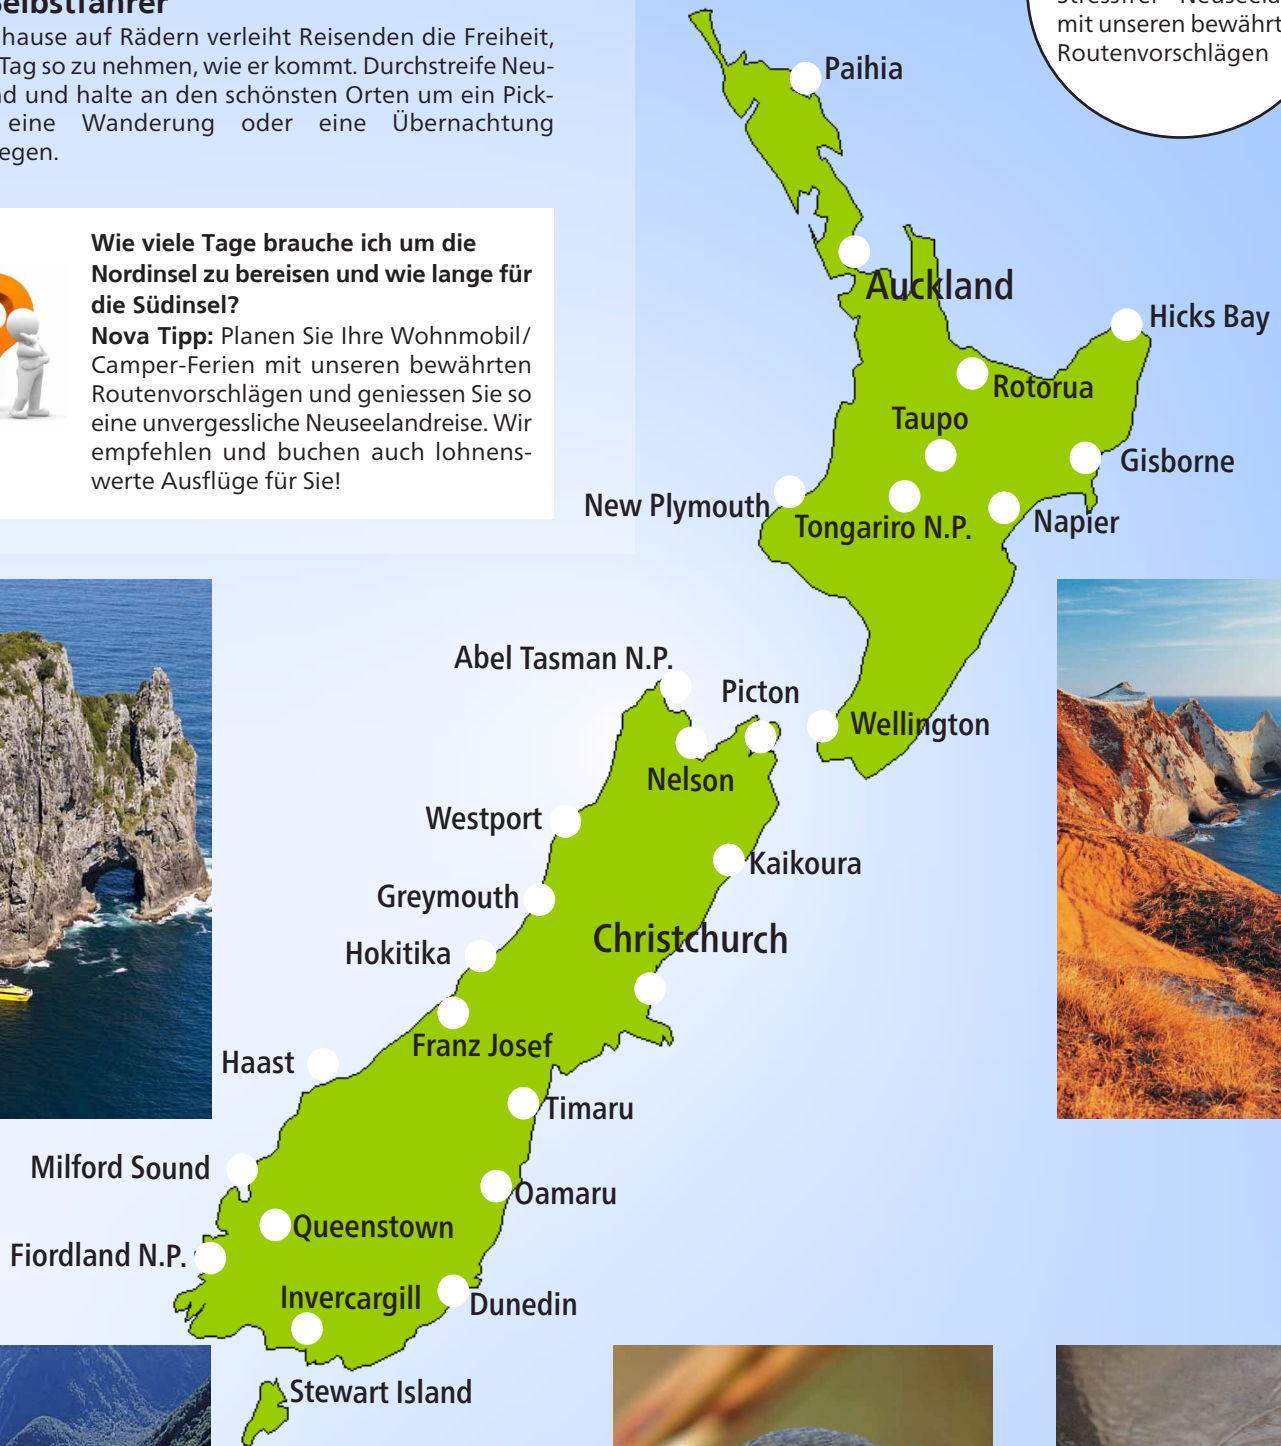 Selbstfahrer
hause auf Rädern verleiht Reisenden die Freiheit,
Tag so zu nehmen, wie er kommt. Durchstreife Neu-
d und halte an den schönsten Orten um ein Pick-
eine Wanderung oder eine Übernachtung
egen.
Wie viele Tage brauche ich um die
Nordinsel zu bereisen und wie lange für
die Südinsel?
Nova Tipp: Planen Sie Ihre Wohnmobil/
Camper-Ferien mit unseren bewährten
Routenvorschlägen und geniessen Sie so
eine unvergessliche Neuseelandreise. Wir
empfehlen und buchen auch lohnens-
werte Ausflüge für Sie!
mit unseren bewährt
Routenvorschlägen
Paihia
Auckland
Hicks Bay
Rotorua
Taupo
Gisborne
New Plymouth
Tongariro N.P.
Napier
Abel Tasman N.P.
Picton
Wellington
Nelson
Westport
Kaikoura
Greymouth
Christchurch
Hokitika
Franz Josef
Haast
Timaru
Milford Sound
Oamaru
Queenstown
Fiordland N.P.
Invercargill
Dunedin
Stewart Island